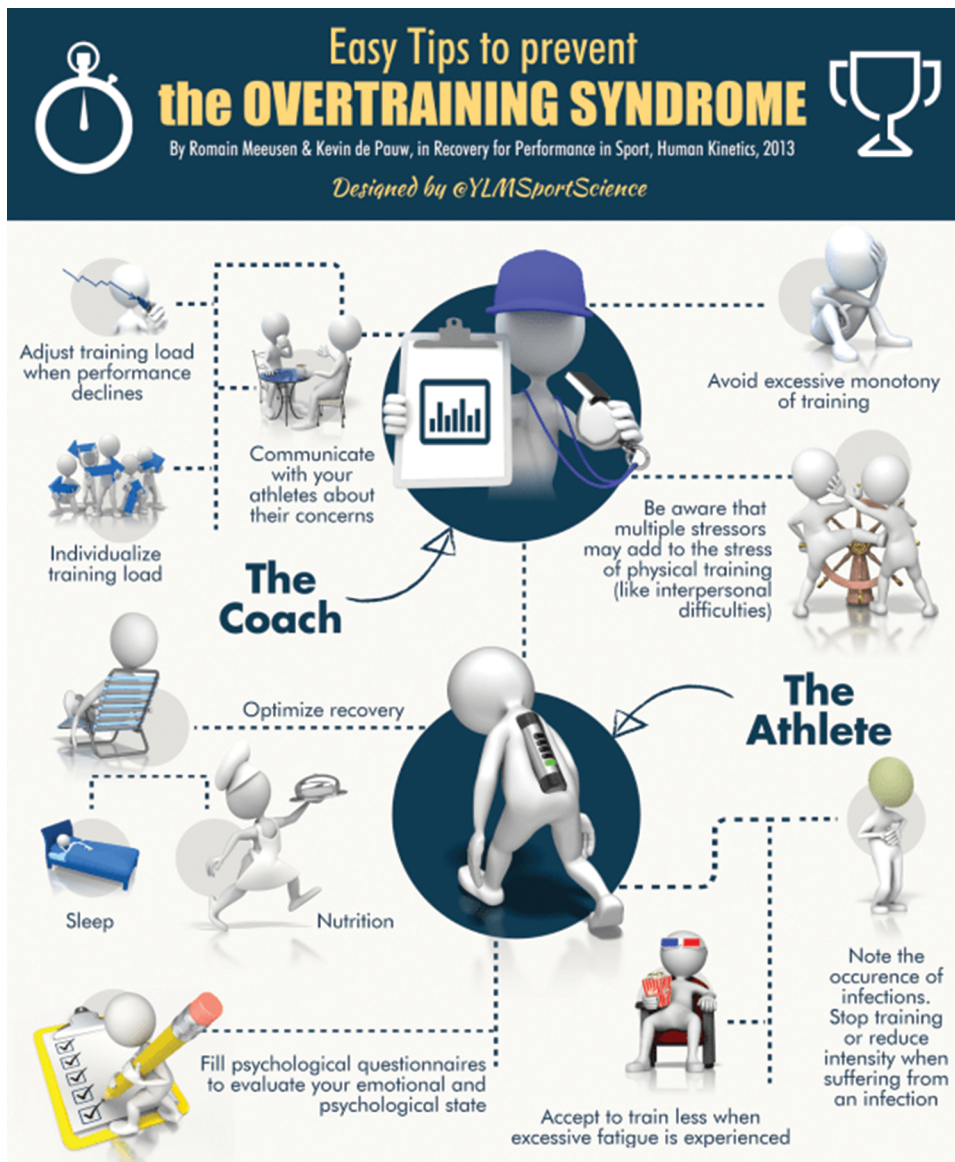 Easy Tips to prevent
the OVERTRAINING SYNDROME
By Romain Meeusen & Kevin de Pauw, in Recovery for Performance in Sport, Human Kinetics, 2013
Designed by @YLMSportScience
Adjust training load
when performance
declines
Communicate
with your
athletes about
their concerns
Individualize
training load
Avoid excessive monotony
of training
Be aware that
multiple stressors
may add to the stress
of physical training
(like interpersonal
difficulties)
The
Coach
The
Athlete
Optimize recovery
Sleep
Nutrition
Note the
occurence of
infections.
Stop training
or reduce
intensity when
suffering from
an infection
Fill psychological questionnaires
to evaluate your emotional and
psychological state
Accept to train less when
excessive fatigue is experienced